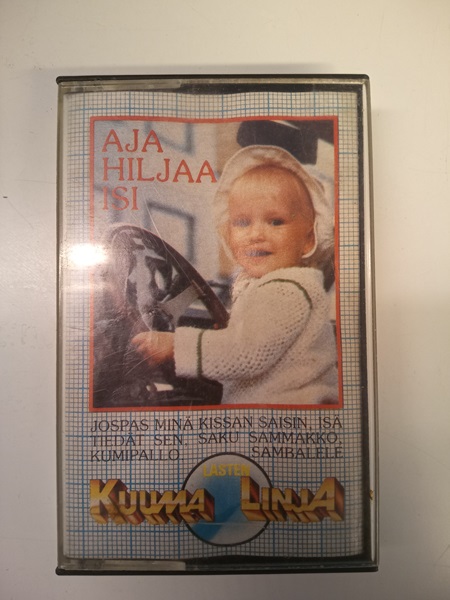 AJA
HILJAA
ISI
JOSPAS MINÄ KISSAN SAISIN, ISÄ
TIEDÄT SEN, SAKU SAMMAKKO,
KUMIPALLO SAMBALELE
LASTEN
KUUMA LINJA